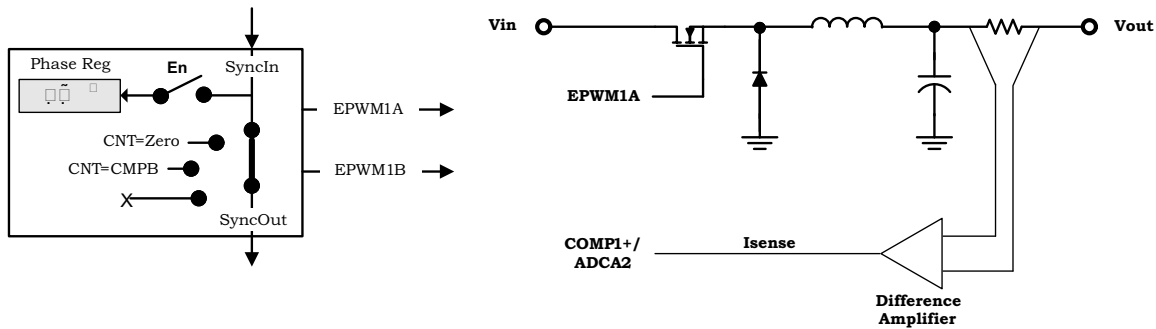 Phase Reg
En
SyncIn
EPWM1A
CNT=Zero
CNT=CMPB
EPWM1B
X
SyncOut
Vin
Vout
EPWM1A
COMP1+/
ADCA2
Isense
Difference
Amplifier